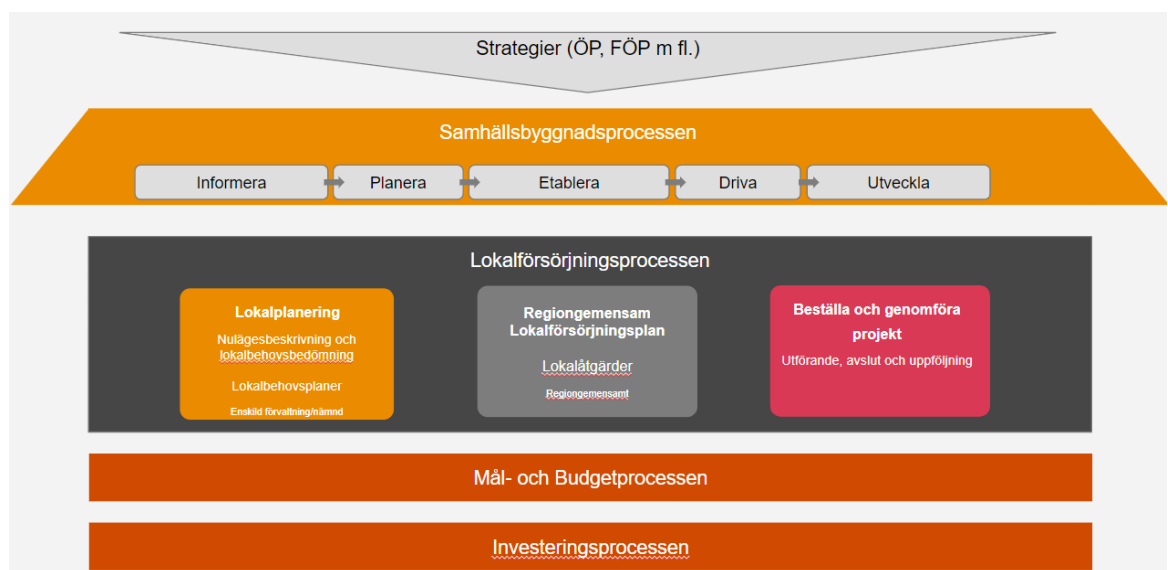 Strategier (ÖP, FÖP m fl.)
Samhällsbyggnadsprocessen
Informera
Planera
Etablera
Driva
Utveckla
Lokalförsörjningsprocessen
Lokalplanering
Nulägesbeskrivning och
lokalbehovsbedömning
Lokalbehovsplaner
Enskild förvaltning/nämnd
Regiongemensam
Lokalförsörjningsplan
Lokalåtgärder
Regiongemensamt
Beställa och genomföra
projekt
Utförande, avslut och uppföljning
Mål- och Budgetprocessen
Investeringsprocessen